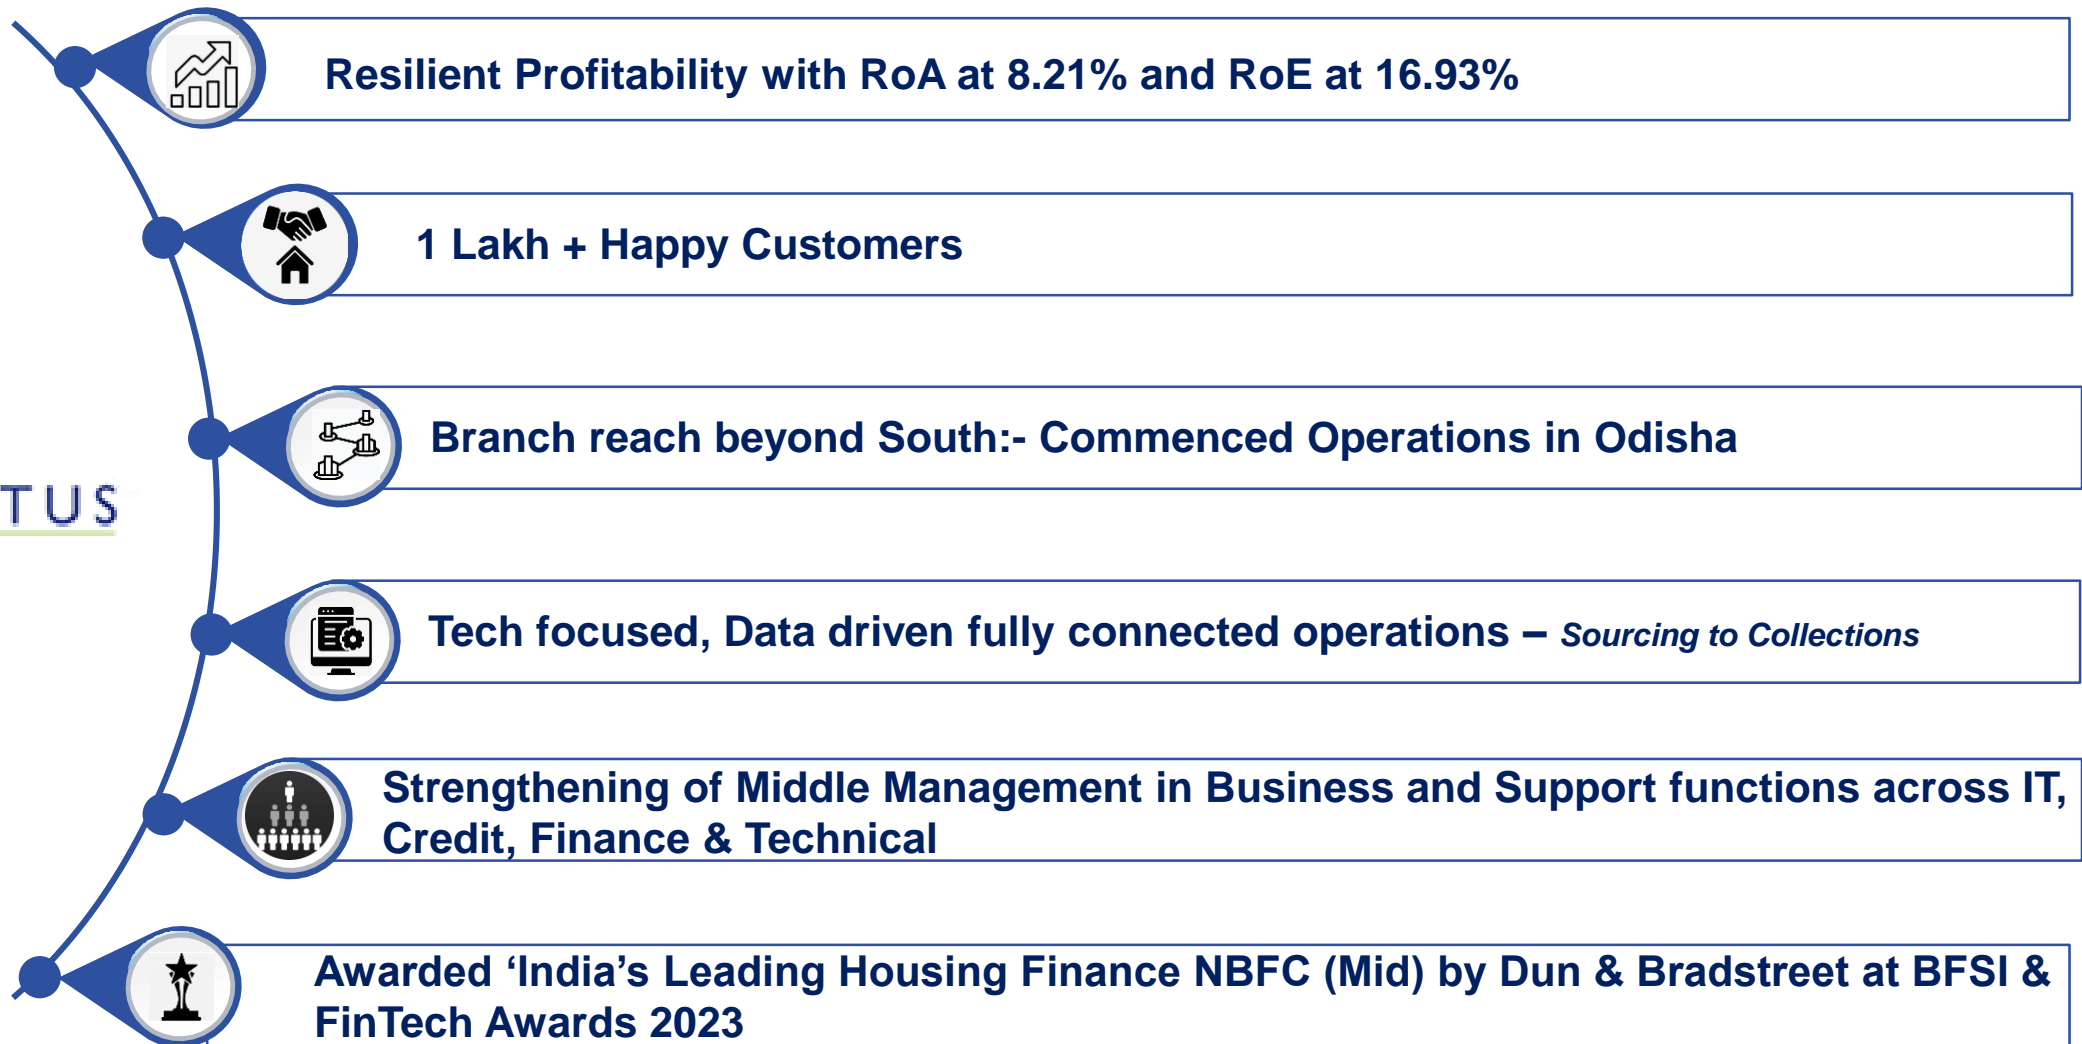 Resilient Profitability with RoA at 8.21% and RoE at 16.93%
1 Lakh + Happy Customers
Branch reach beyond South:- Commenced Operations in Odisha
TUS
Tech focused, Data driven fully connected operations – Sourcing to Collections
Strengthening of Middle Management in Business and Support functions across IT,
Credit, Finance & Technical
Awarded ‘India’s Leading Housing Finance NBFC (Mid) by Dun & Bradstreet at BFSI &
FinTech Awards 2023